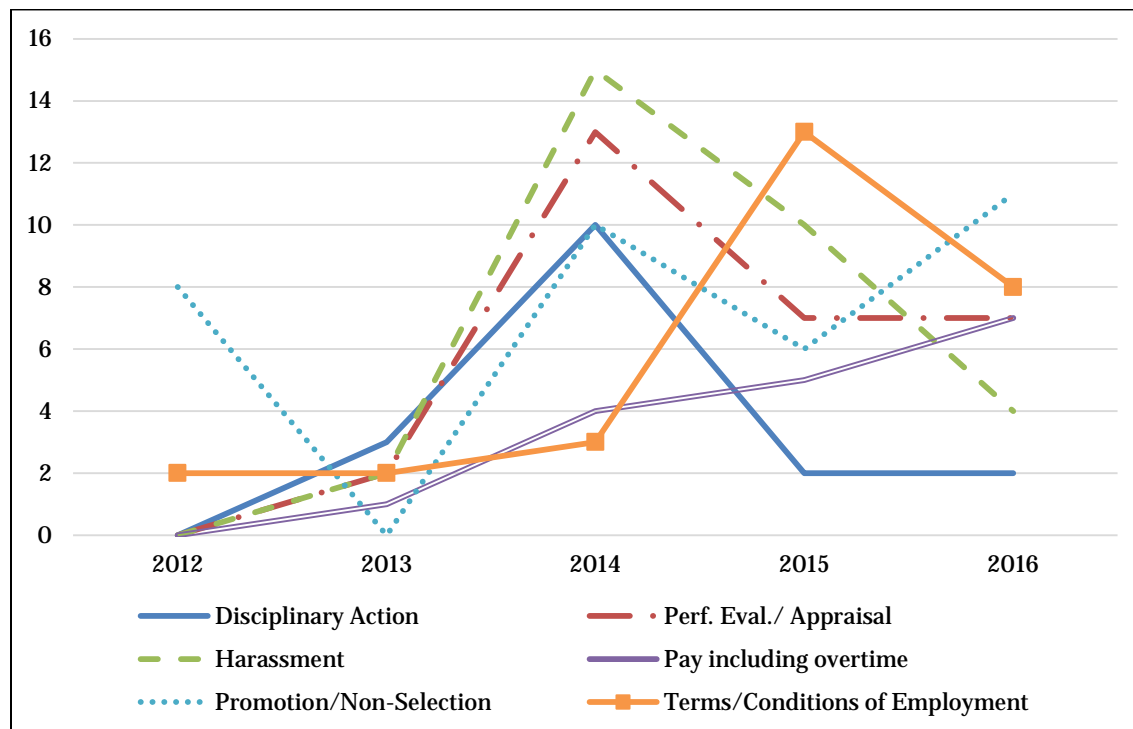 16
14
12
10
8
6
4
2
0
2012 2013 2014 2015 2016
Disciplinary Action Perf. Eval./ Appraisal
Harassment Pay including overtime
Promotion/Non-Selection Terms/Conditions of Employment